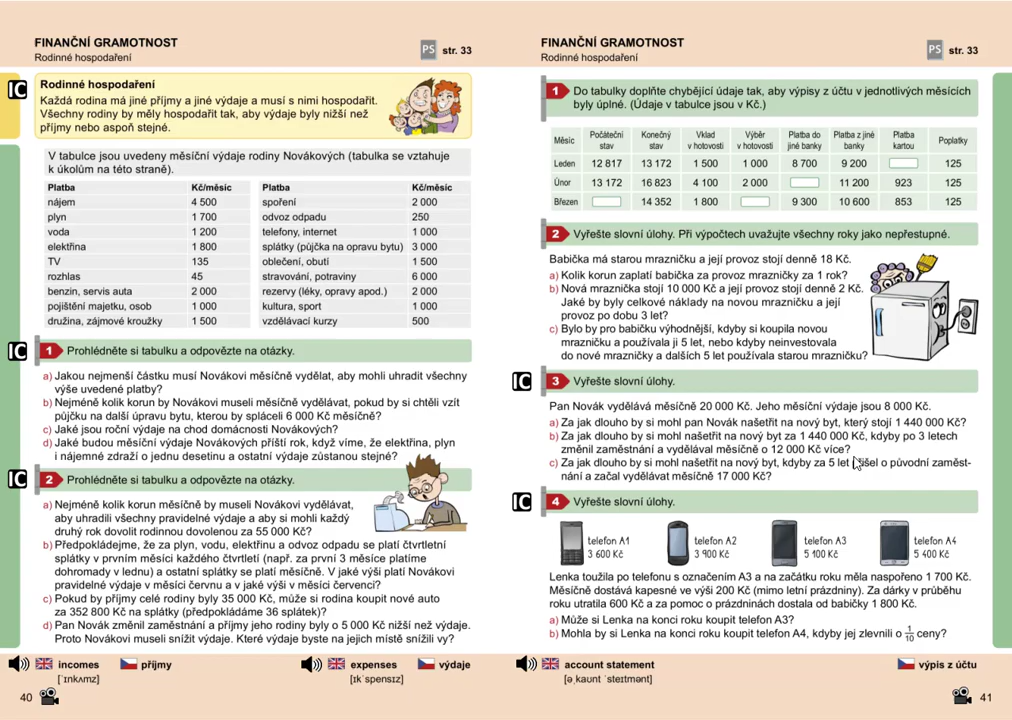 FINANČNÍ GRAMOTNOST
Rodinné hospodaření
PS str. 33
IC
Rodinné hospodaření
Každá rodina má jiné příjmy a jiné výdaje a musí s nimi hospodařit.
Všechny rodiny by měly hospodařit tak, aby výdaje byly nižší než
příjmy nebo aspoň stejné.
V tabulce jsou uvedeny měsíční výdaje rodiny Novákových (tabulka se vztahuje
k úkolům na této straně).
Platba Kč/měsíc Platba Kč/měsíc
nájem 4 500 spoření 2 000
plyn 1 700 odvoz odpadu 250
voda 1 200 telefony, internet 1 000
elektřina 1 800 splátky (půjčka na opravu bytu) 3 000
TV 135 oblečení, obutí 1 500
rozhlas 45 stravování, potraviny 6 000
benzin, servis auta 2 000 rezervy (léky, opravy apod.) 2 000
pojištění majetku, osob 1 000 kultura, sport 1 000
družina, zájmové kroužky 1 500 vzdělávací kurzy 500
IC
1 Prohlédněte si tabulku a odpovězte na otázky.
a) Jakou nejmenší částku musí Novákovi měsíčně vydělat, aby mohli uhradit všechny
výše uvedené platby?
b) Nejméně kolik korun by Novákovi museli měsíčně vydělávat, pokud by si chtěli vzít
půjčku na další úpravu bytu, kterou by spláceli 6 000 Kč měsíčně?
c) Jaké jsou roční výdaje na chod domácnosti Novákových?
d) Jaké budou měsíční výdaje Novákových příští rok, když víme, že elektřina, plyn
i nájemné zdraží o jednu desetinu a ostatní výdaje zůstanou stejné?
IC
2 Prohlédněte si tabulku a odpovězte na otázky.
a) Nejméně kolik korun měsíčně by museli Novákovi vydělávat,
aby uhradili všechny pravidelné výdaje a aby si mohli každý
druhý rok dovolit rodinnou dovolenou za 55 000 Kč?
b) Předpokládejme, že za plyn, vodu, elektřinu a odvoz odpadu se platí čtvrtletní
splátky v prvním měsíci každého čtvrtletí (např. za první 3 měsíce platíme
dohromady v lednu) a ostatní splátky se platí měsíčně. V jaké výši platí Novákovi
pravidelné výdaje v měsíci červnu a v jaké výši v měsíci červenci?
c) Pokud by příjmy celé rodiny byly 35 000 Kč, může si rodina koupit nové auto
za 352 800 Kč na splátky (předpokládáme 36 splátek)?
d) Pan Novák změnil zaměstnání a příjmy jeho rodiny by byly o 5 000 Kč nižší než výdaje.
Proto Novákovi museli snížit výdaje. Které výdaje byste na jejich místě snížili vy?
incomes příjmy expenses výdaje
[ˈɪnkʌmz] [ɪkˈspensɪz]
40
FINANČNÍ GRAMOTNOST
Rodinné hospodaření
PS str. 33
1 Do tabulky doplňte chybějící údaje tak, aby výpisy z účtu v jednotlivých měsících
byly úplné. (Údaje v tabulce jsou v Kč.)
Měsíc Počáteční stav Konečný stav Vklad v hotovosti Výběr v hotovosti Platba do jiné banky Platba z jiné banky Platba kartou Poplatky
Leden 12 817 13 172 1 500 1 000 8 700 9 200 125
Únor 13 172 16 823 4 100 2 000 11 200 923 125
Březen 14 352 1 800 9 300 10 600 853 125
2 Vyřešte slovní úlohy. Při výpočtech uvažujte všechny roky jako nepřestupné.
Babička má starou mrazničku a její provoz stojí denně 18 Kč.
a) Kolik korun zaplatí babička za provoz mrazničky za 1 rok?
b) Nová mraznička stojí 10 000 Kč a její provoz stojí denně 2 Kč.
Jaké by byly celkové náklady na novou mrazničku a její
provoz po dobu 3 let?
c) Bylo by pro babičku výhodnější, kdyby si koupila novou
mrazničku a používala ji 5 let, nebo kdyby neinvestovala
do nové mrazničky a dalších 5 let používala starou mrazničku?
IC
3 Vyřešte slovní úlohy.
Pan Novák vydělává měsíčně 20 000 Kč. Jeho měsíční výdaje jsou 8 000 Kč.
a) Za jak dlouho by si mohl pan Novák našetřit na nový byt, který stojí 1 440 000 Kč?
b) Za jak dlouho by si mohl našetřit na nový byt za 1 440 000 Kč, kdyby po 3 letech
změnil zaměstnání a vydělával měsíčně o 12 000 Kč více?
c) Za jak dlouho by si mohl našetřit na nový byt, kdyby za 5 let přišel o původní zaměst-
nání a začal vydělávat měsíčně 17 000 Kč?
IC
4 Vyřešte slovní úlohy.
telefon A1 telefon A2 telefon A3 telefon A4
3 600 Kč 3 900 Kč 5 100 Kč 5 400 Kč
Lenka toužila po telefonu s označením A3 a na začátku roku měla naspořeno 1 700 Kč.
Měsíčně dostává kapesné ve výši 200 Kč (mimo letní prázdniny). Za dárky v průběhu
roku utratila 600 Kč a za pomoc o prázdninách dostala od babičky 1 800 Kč.
a) Může si Lenka na konci roku koupit telefon A3?
b) Mohla by si Lenka na konci roku koupit telefon A4, kdyby jej zlevnili o 1/10 ceny?
account statement výpis z účtu
[əˌkaʊnt ˈsteɪtmənt]
41